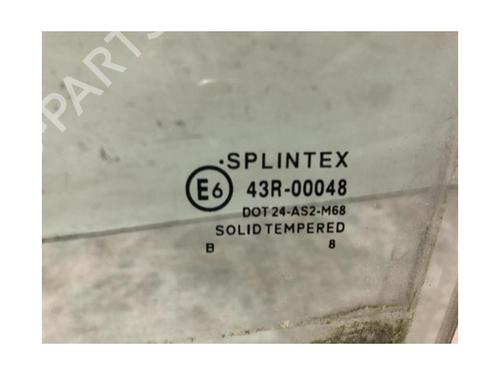 PARTS
·SPLINTEX
E6 43R-00048
DOT 24-AS2-M68
SOLID TEMPERED
B 8